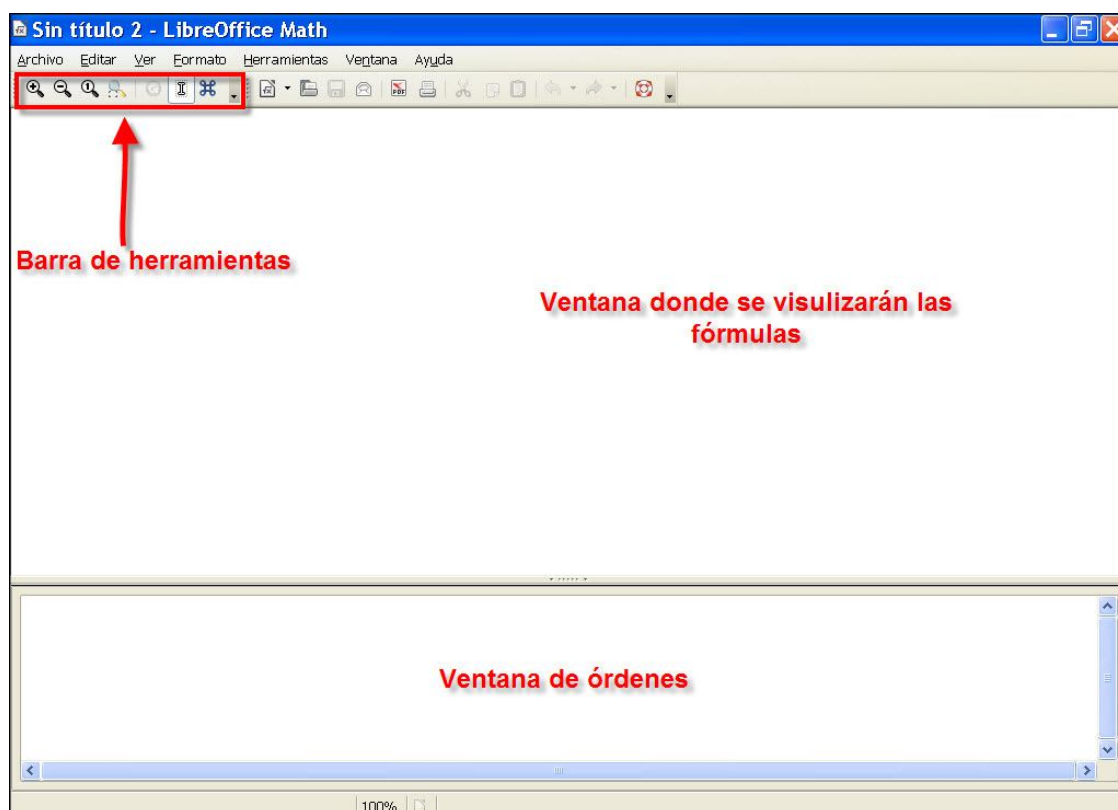 Sin título 2 - LibreOffice Math
Archivo Editar Ver Formato Herramientas Ventana Ayuda
PDF
Barra de herramientas
Ventana donde se visulizarán las
fórmulas
Ventana de órdenes
100%